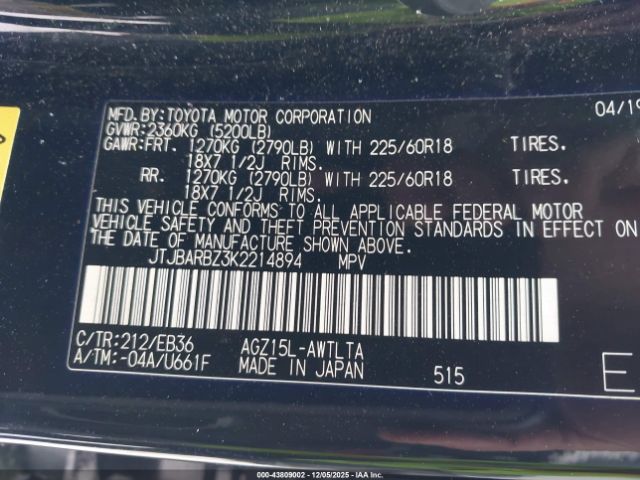 MFD.BY:TOYOTA MOTOR CORPORATION 04/19
GVWR:2360KG (5200LB)
GAWR:FRT. 1270KG (2790LB) WITH 225/60R18 TIRES.
18X7 1/2J RIMS.
RR. 1270KG (2790LB) WITH 225/60R18 TIRES.
18X7 1/2J RIMS.
THIS VEHICLE CONFORMS TO ALL APPLICABLE FEDERAL MOTOR
VEHICLE SAFETY AND THEFT PREVENTION STANDARDS IN EFFECT ON
THE DATE OF MANUFACTURE SHOWN ABOVE.
JTJBARBZ3K2214894 MPV
C/TR:212/EB36 AGZ15L-AWTLTA
A/TM:-04A/U661F MADE IN JAPAN 515 E
000-43809002 - 12/05/2025 - IAAI.COM